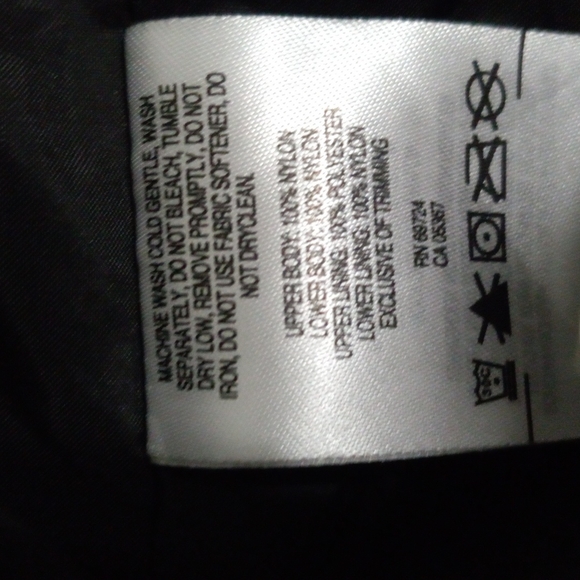 MACHINE WASH COLD GENTLE, WASH
SEPARATELY, DO NOT BLEACH, TUMBLE
DRY LOW, REMOVE PROMPTLY, DO NOT
IRON, DO NOT USE FABRIC SOFTENER, DO
NOT DRYCLEAN.
UPPER BODY: 100% NYLON
LOWER BODY: 100% NYLON
UPPER LINING: 100% POLYESTER
LOWER LINING: 100% NYLON
EXCLUSIVE OF TRIMMING
RN 69724
CA 05367
30C